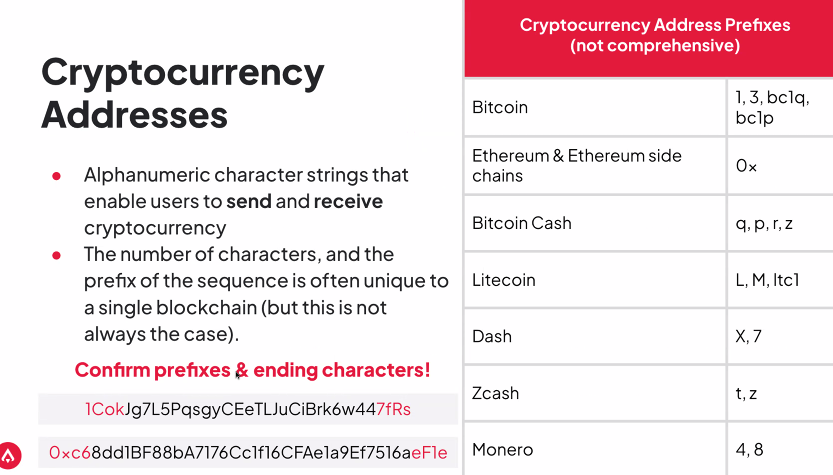 Cryptocurrency
Addresses
Alphanumeric character strings that
enable users to send and receive
cryptocurrency
The number of characters, and the
prefix of the sequence is often unique to
a single blockchain (but this is not
always the case).
Confirm prefixes & ending characters!
1CokJg7L5PqsgyCEeTLJuCiBrk6w447fRs
0xc68dd1BF88bA7176Cc1f16CFAe1a9Ef7516aeF1e
Cryptocurrency Address Prefixes
(not comprehensive)
Bitcoin
1, 3, bc1q,
bc1p
Ethereum & Ethereum side
chains
0x
Bitcoin Cash
q, p, r, z
Litecoin
L, M, ltc1
Dash
X, 7
Zcash
t, z
Monero
4, 8